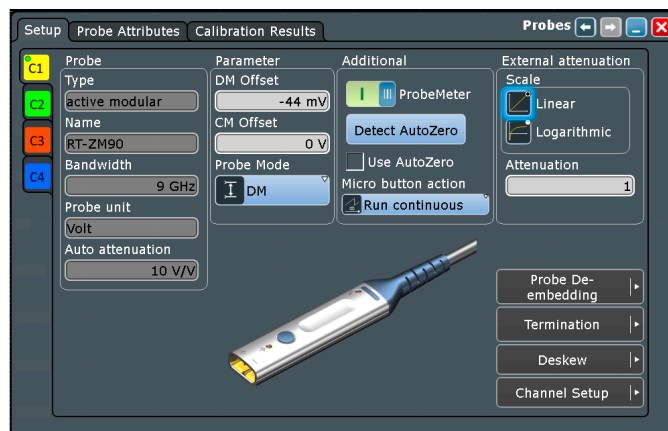 Setup
Probe Attributes
Calibration Results
Probes
C1
C2
C3
C4
Probe
Type
active modular
Name
RT-ZM90
Bandwidth
9 GHz
Probe unit
Volt
Auto attenuation
10 V/V
Parameter
DM Offset
-44 mV
CM Offset
0 V
Probe Mode
DM
Additional
ProbeMeter
Detect AutoZero
Use AutoZero
Micro button action
Run continuous
External attenuation
Scale
Linear
Logarithmic
Attenuation
1
Probe De-
embedding
Termination
Deskew
Channel Setup